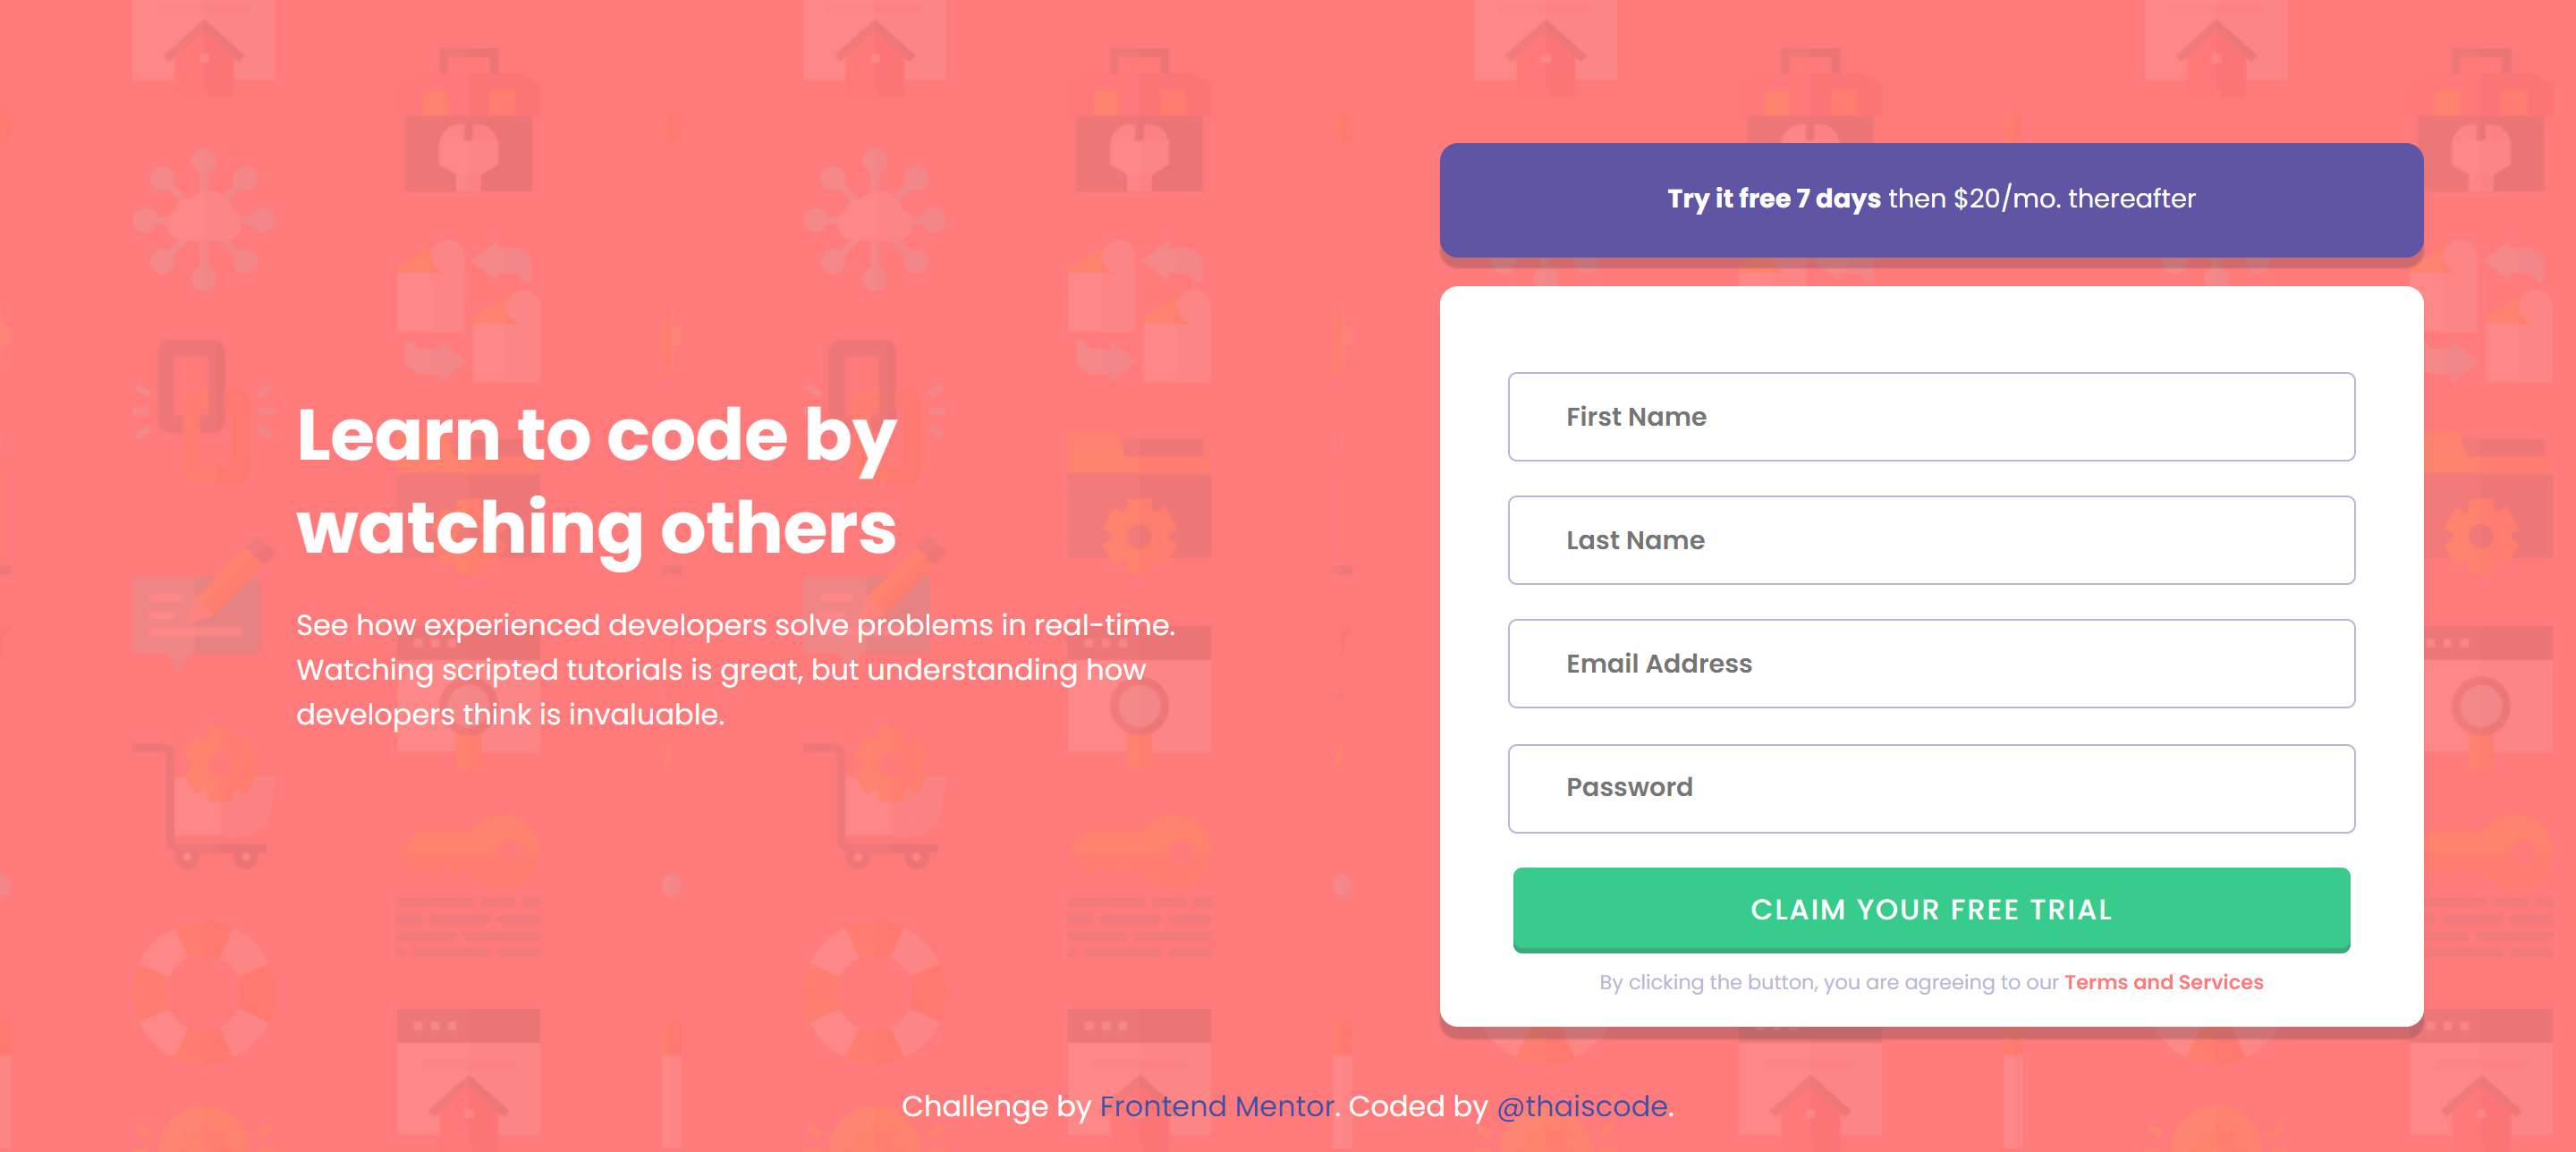 Try it free 7 days then $20/mo. thereafter
Learn to code by
watching others
See how experienced developers solve problems in real-time.
Watching scripted tutorials is great, but understanding how
developers think is invaluable.
First Name
Last Name
Email Address
Password
CLAIM YOUR FREE TRIAL
By clicking the button, you are agreeing to our Terms and Services
Challenge by Frontend Mentor. Coded by @thaiscode.